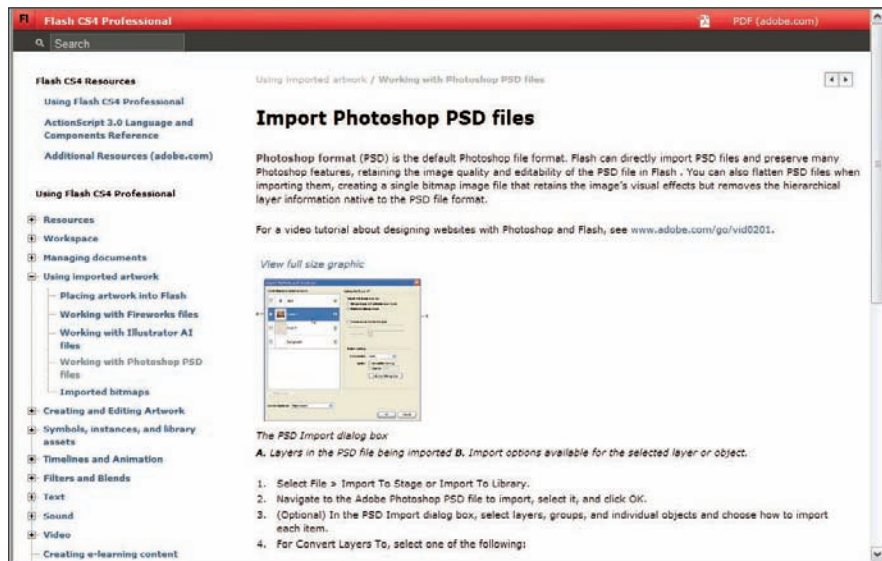 Fl Flash CS4 Professional PDF (adobe.com)
Search
Flash CS4 Resources
Using Flash CS4 Professional
ActionScript 3.0 Language and
Components Reference
Additional Resources (adobe.com)
Using Flash CS4 Professional
Resources
Workspace
Managing documents
Using imported artwork
Placing artwork into Flash
Working with Fireworks files
Working with Illustrator AI
files
Working with Photoshop PSD
files
Imported bitmaps
Creating and Editing Artwork
Symbols, instances, and library
assets
Timelines and Animation
Filters and Blends
Text
Sound
Video
Creating e-learning content
Using imported artwork / Working with Photoshop PSD files
Import Photoshop PSD files
Photoshop format (PSD) is the default Photoshop file format. Flash can directly import PSD files and preserve many
Photoshop features, retaining the image quality and editability of the PSD file in Flash . You can also flatten PSD files when
importing them, creating a single bitmap image file that retains the image's visual effects but removes the hierarchical
layer information native to the PSD file format.
For a video tutorial about designing websites with Photoshop and Flash, see www.adobe.com/go/vid0201.
View full size graphic
The PSD Import dialog box
A. Layers in the PSD file being imported B. Import options available for the selected layer or object.
1. Select File > Import To Stage or Import To Library.
2. Navigate to the Adobe Photoshop PSD file to import, select it, and click OK.
3. (Optional) In the PSD Import dialog box, select layers, groups, and individual objects and choose how to import
each item.
4. For Convert Layers To, select one of the following: